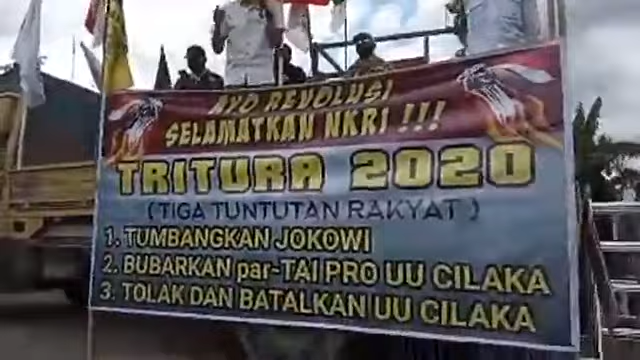 AYO REVOLUSI
SELAMATKAN NKRI !!!
TRITURA 2020
(TIGA TUNTUTAN RAKYAT)
1. TUMBANGKAN JOKOWI
2. BUBARKAN par-TAI PRO UU CILAKA
3. TOLAK DAN BATALKAN UU CILAKA